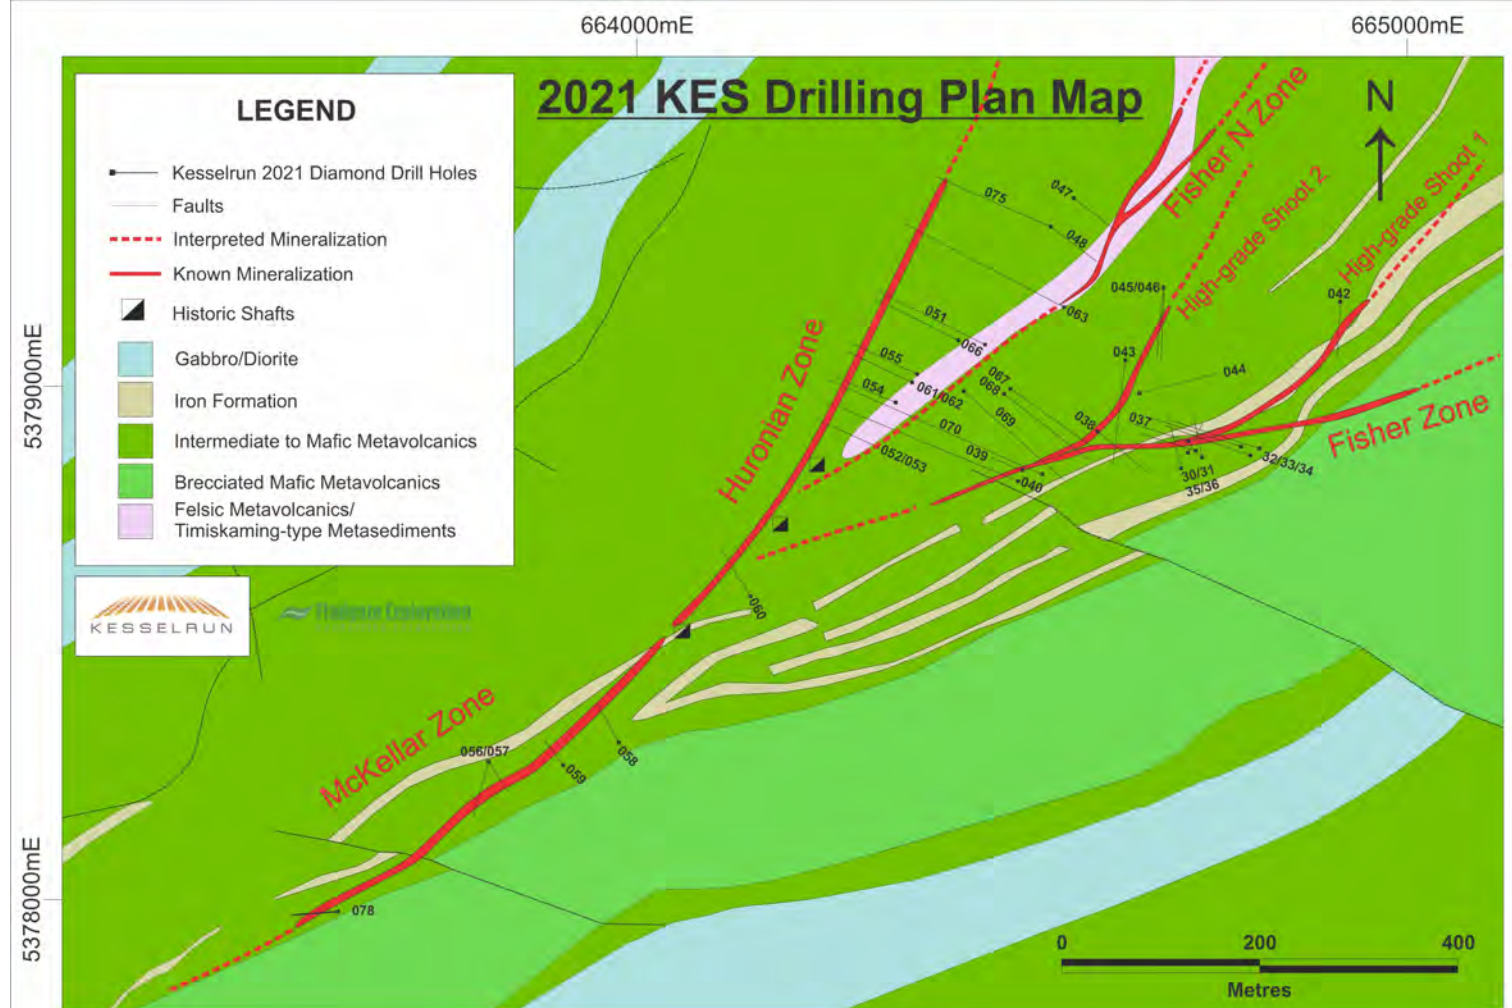 664000mE
665000mE
2021 KES Drilling Plan Map
N
LEGEND
Kesselrun 2021 Diamond Drill Holes
Faults
Interpreted Mineralization
Known Mineralization
Historic Shafts
Gabbro/Diorite
Iron Formation
Intermediate to Mafic Metavolcanics
Brecciated Mafic Metavolcanics
Felsic Metavolcanics/
Timiskaming-type Metasediments
KESSELRUN
5379000mE
5378000mE
Fisher N Zone
High-grade Shoot 2
High-grade Shoot 1
Huronian Zone
Fisher Zone
McKellar Zone
075
047
048
045/046
042
063
051
066
043
055
067
068
044
061/062
054
069
038
037
070
039
052/053
040
32/33/34
30/31
35/36
060
056/057
058
059
078
0
200
400
Metres